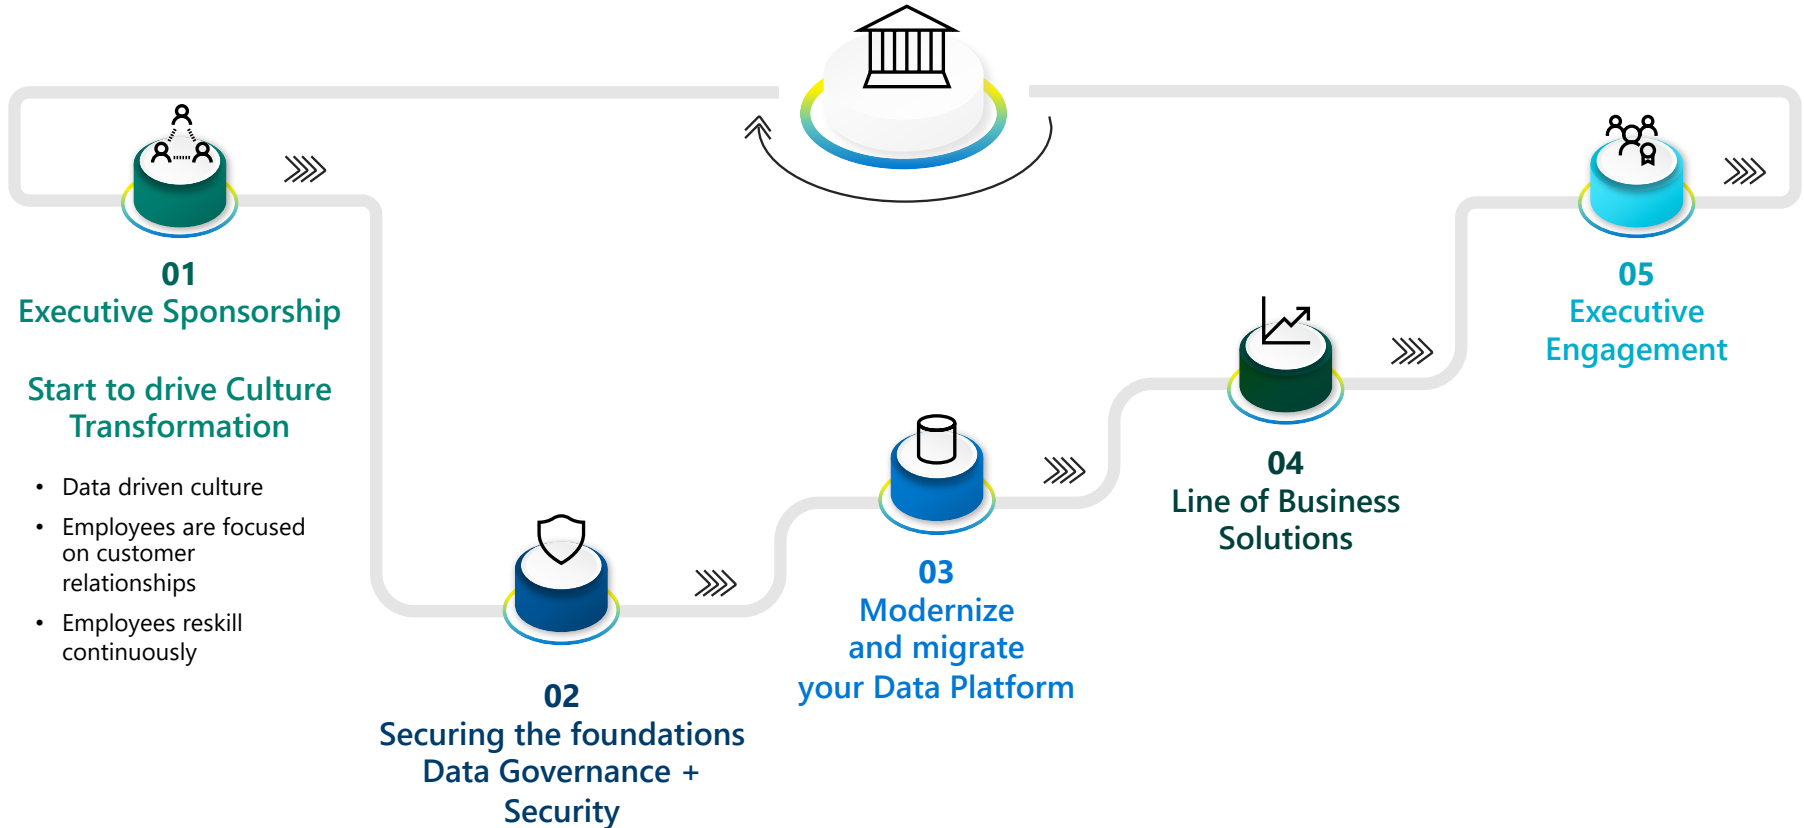 01
Executive Sponsorship
Start to drive Culture
Transformation
• Data driven culture
• Employees are focused
on customer
relationships
• Employees reskill
continuously
02
Securing the foundations
Data Governance +
Security
03
Modernize
and migrate
your Data Platform
04
Line of Business
Solutions
05
Executive
Engagement